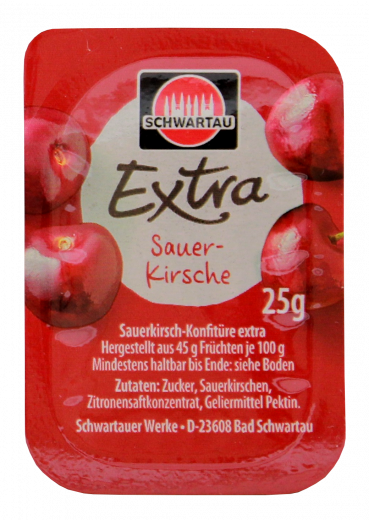 SCHWARTAU
Extra
Sauer-
Kirsche
25g
Sauerkirsch-Konfitüre extra
Hergestellt aus 45 g Früchten je 100 g
Mindestens haltbar bis Ende: siehe Boden
Zutaten: Zucker, Sauerkirschen,
Zitronensaftkonzentrat, Geliermittel Pektin.
Schwartauer Werke • D-23608 Bad Schwartau